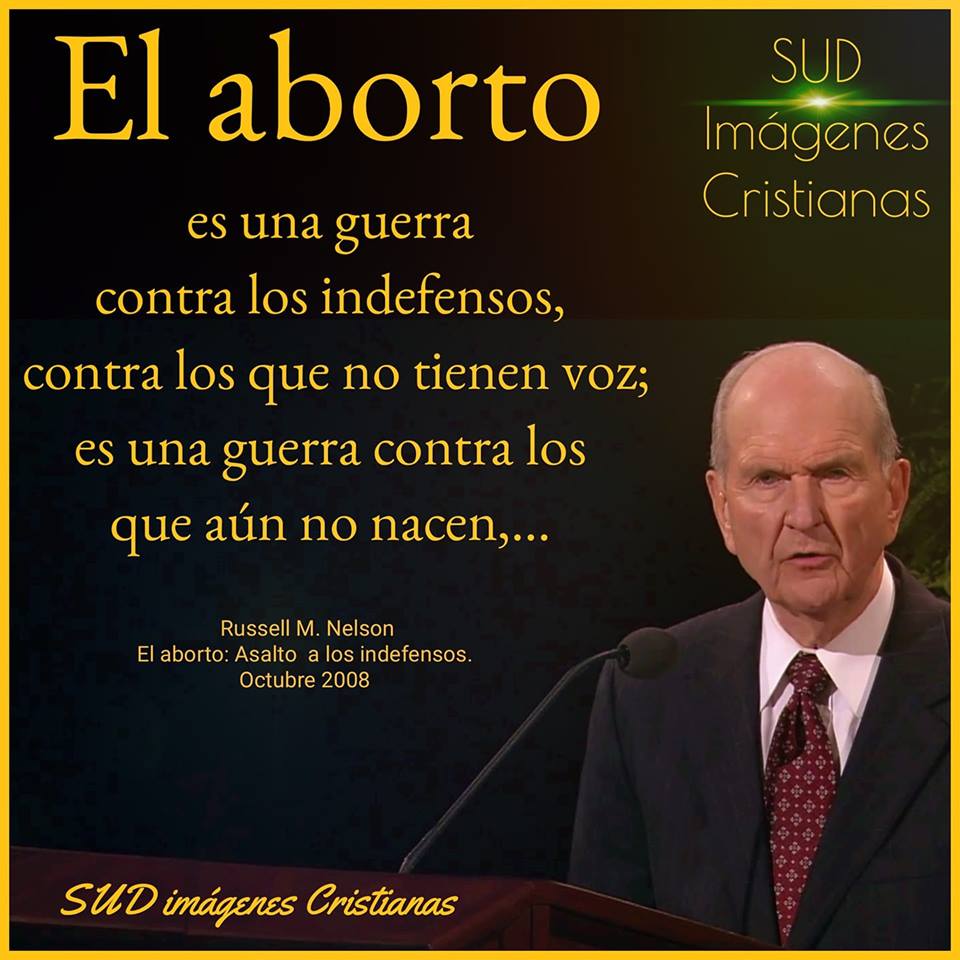 El aborto
es una guerra
contra los indefensos,
contra los que no tienen voz;
es una guerra contra los
que aún no nacen,...
Russell M. Nelson
El aborto: Asalto  a los indefensos.
Octubre 2008
SUD
Imágenes
Cristianas
SUD imágenes Cristianas